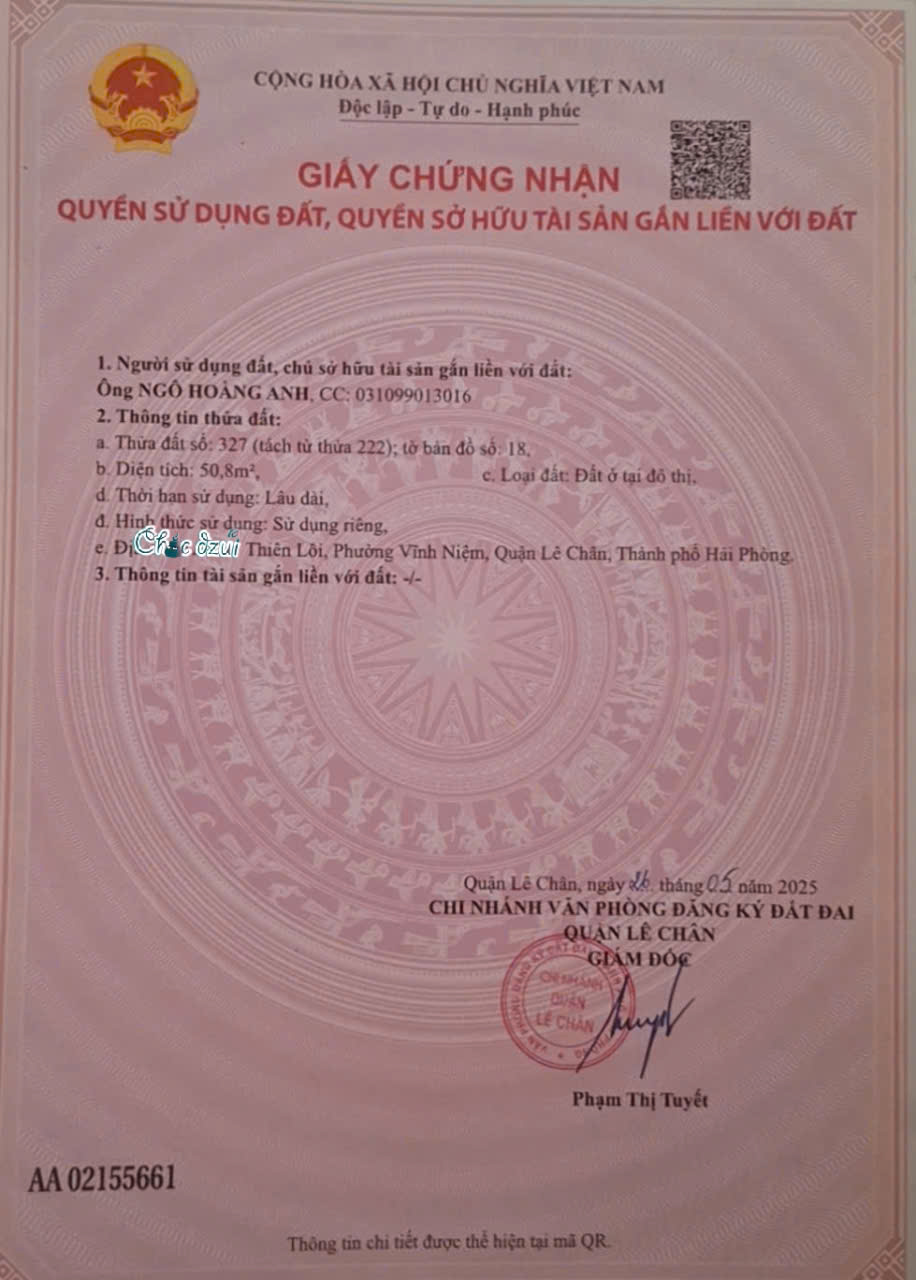 CỘNG HÒA XÃ HỘI CHỦ NGHĨA VIỆT NAM
Độc lập - Tự do - Hạnh phúc
GIẤY CHỨNG NHẬN
QUYỀN SỬ DỤNG ĐẤT, QUYỀN SỞ HỮU TÀI SẢN GẮN LIỀN VỚI ĐẤT
1. Người sử dụng đất, chủ sở hữu tài sản gắn liền với đất:
Ông NGÔ HOÀNG ANH, CC: 031099013016
2. Thông tin thửa đất:
a. Thửa đất số: 327 (tách từ thửa 222); tờ bản đồ số: 18,
b. Diện tích: 50,8m², c. Loại đất: Đất ở tại đô thị,
d. Thời hạn sử dụng: Lâu dài,
đ. Hình thức sử dụng: Sử dụng riêng,
e. Thiên Lội, Phường Vĩnh Niệm, Quận Lê Chân, Thành phố Hải Phòng.
3. Thông tin tài sản gắn liền với đất: -/-
Quận Lê Chân, ngày 26 tháng 05 năm 2025
CHI NHÁNH VĂN PHÒNG ĐĂNG KÝ ĐẤT ĐAI
QUẬN LÊ CHÂN
GIÁM ĐỐC
CHI NHÁNH
QUẬN
LÊ CHÂN
Phạm Thị Tuyết
AA 02155661
Thông tin chi tiết được thể hiện tại mã QR.